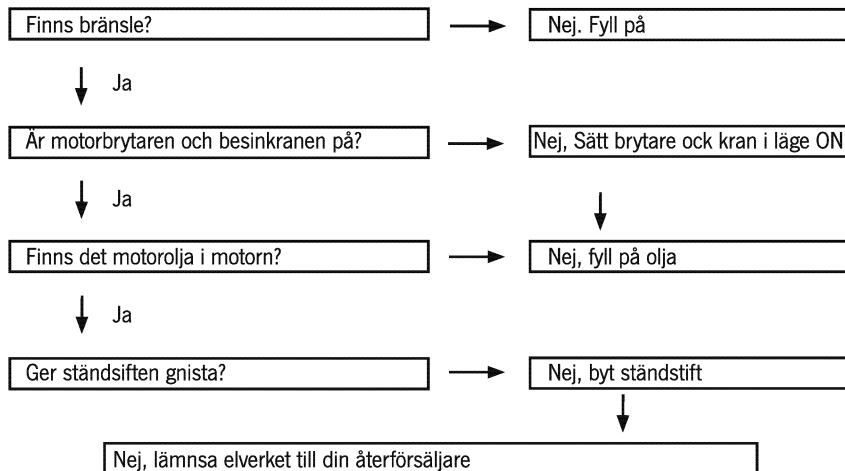 Finns bränsle?
Nej. Fyll på
Ja
Är motorbrytaren och besinkranen på?
Nej, Sätt brytare ock kran i läge ON
Ja
Finns det motorolja i motorn?
Nej, fyll på olja
Ja
Ger ständsiften gnista?
Nej, byt ständstift
Nej, lämnsa elverket till din återförsäljare